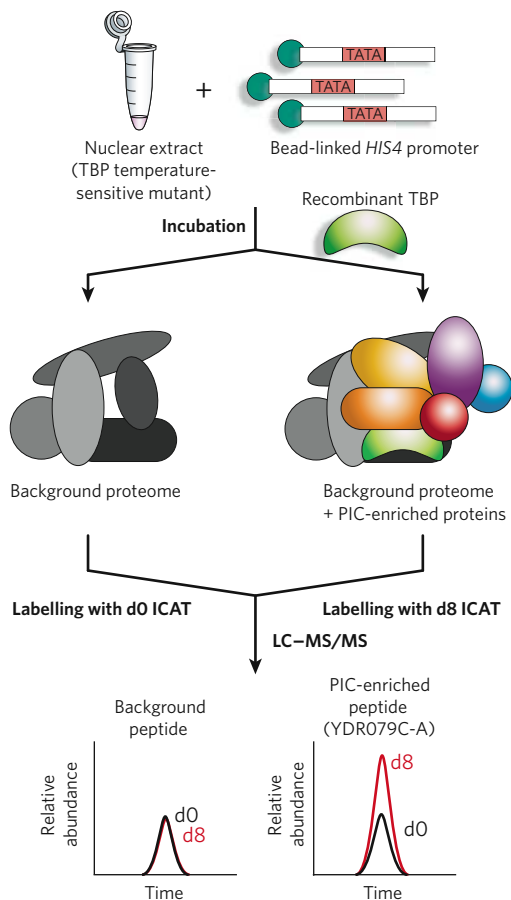 TATA
TATA
TATA
+
Nuclear extract
(TBP temperature-
sensitive mutant)
Bead-linked HIS4 promoter
Recombinant TBP
Incubation
Background proteome
Background proteome
+ PIC-enriched proteins
Labelling with d0 ICAT
Labelling with d8 ICAT
LC–MS/MS
Background
peptide
PIC-enriched
peptide
(YDR079C-A)
Relative
abundance
d0
d8
Time
Relative
abundance
d8
d0
Time